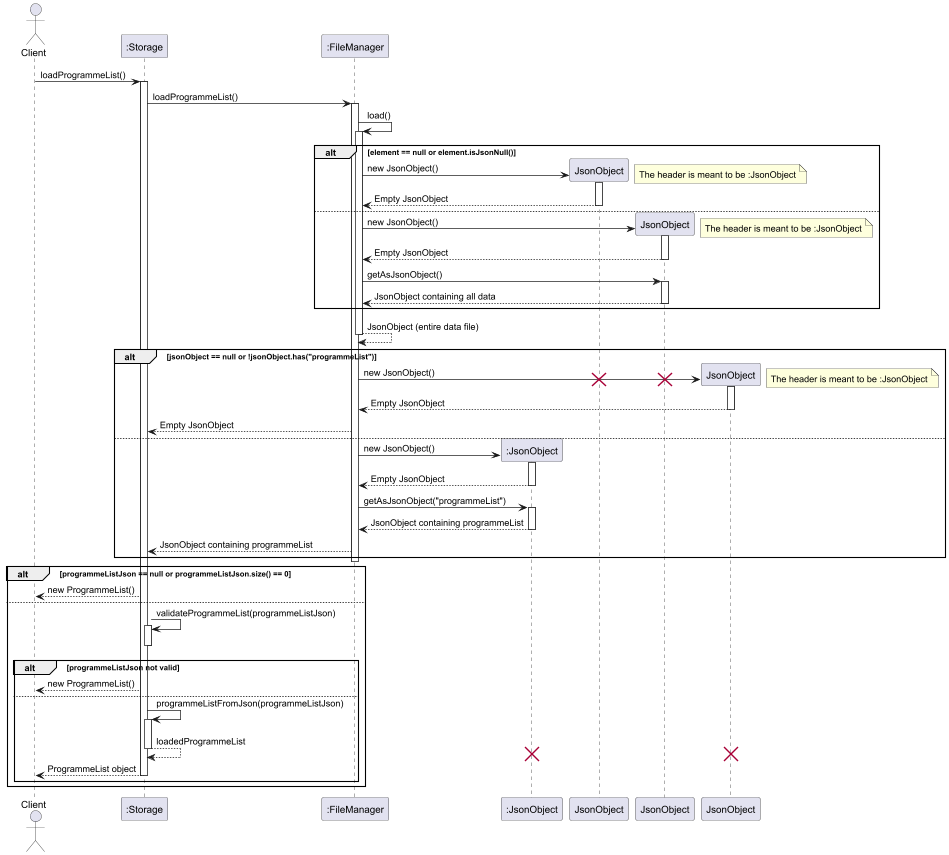 Client
:Storage
:FileManager
loadProgrammeList()
loadProgrammeList()
load()
alt
[element == null or element.isJsonNull()]
new JsonObject()
JsonObject
The header is meant to be :JsonObject
Empty JsonObject
new JsonObject()
JsonObject
The header is meant to be :JsonObject
Empty JsonObject
getAsJsonObject()
JsonObject containing all data
JsonObject (entire data file)
alt
[jsonObject == null or !jsonObject.has("programmeList")]
new JsonObject()
JsonObject
The header is meant to be :JsonObject
Empty JsonObject
Empty JsonObject
new JsonObject()
:JsonObject
Empty JsonObject
getAsJsonObject("programmeList")
JsonObject containing programmeList
JsonObject containing programmeList
alt
[programmeListJson == null or programmeListJson.size() == 0]
new ProgrammeList()
validateProgrammeList(programmeListJson)
alt
[programmeListJson not valid]
new ProgrammeList()
programmeListFromJson(programmeListJson)
loadedProgrammeList
ProgrammeList object
Client
:Storage
:FileManager
:JsonObject
JsonObject
JsonObject
JsonObject